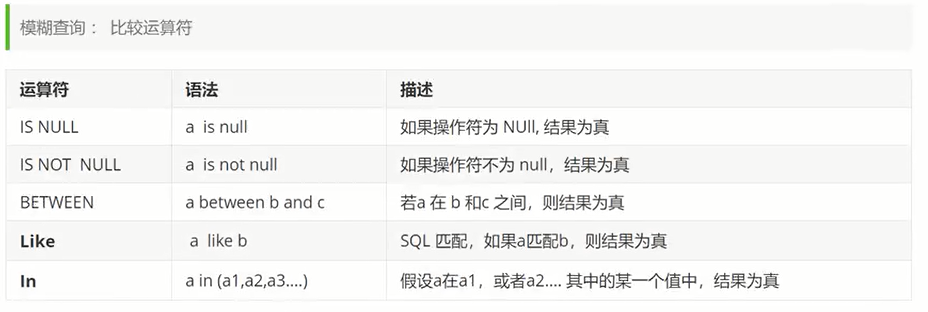 模糊查询： 比较运算符
运算符 语法 描述
IS NULL a is null 如果操作符为 NUll, 结果为真
IS NOT NULL a is not null 如果操作符不为 null，结果为真
BETWEEN a between b and c 若a 在 b 和c 之间，则结果为真
Like a like b SQL 匹配，如果a匹配b，则结果为真
In a in (a1,a2,a3....) 假设a在a1，或者a2.... 其中的某一个值中，结果为真